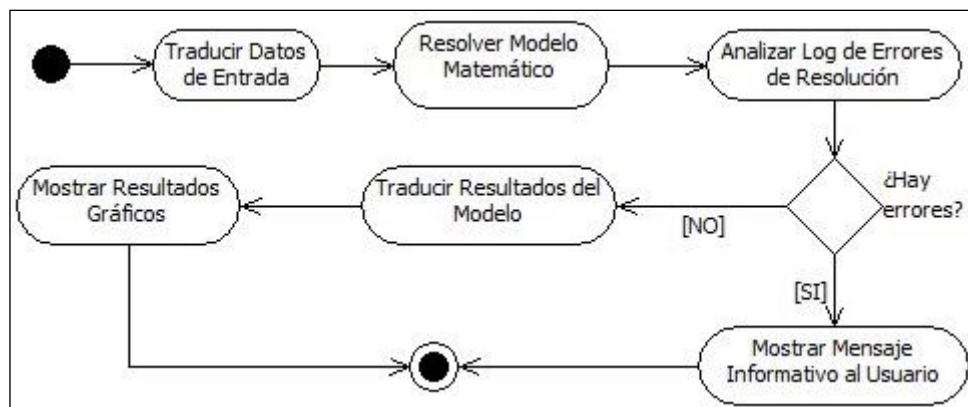 Traducir Datos
de Entrada
Resolver Modelo
Matemático
Analizar Log de Errores
de Resolución
¿Hay
errores?
[NO]
Traducir Resultados del
Modelo
Mostrar Resultados
Gráficos
[SI]
Mostrar Mensaje
Informativo al Usuario